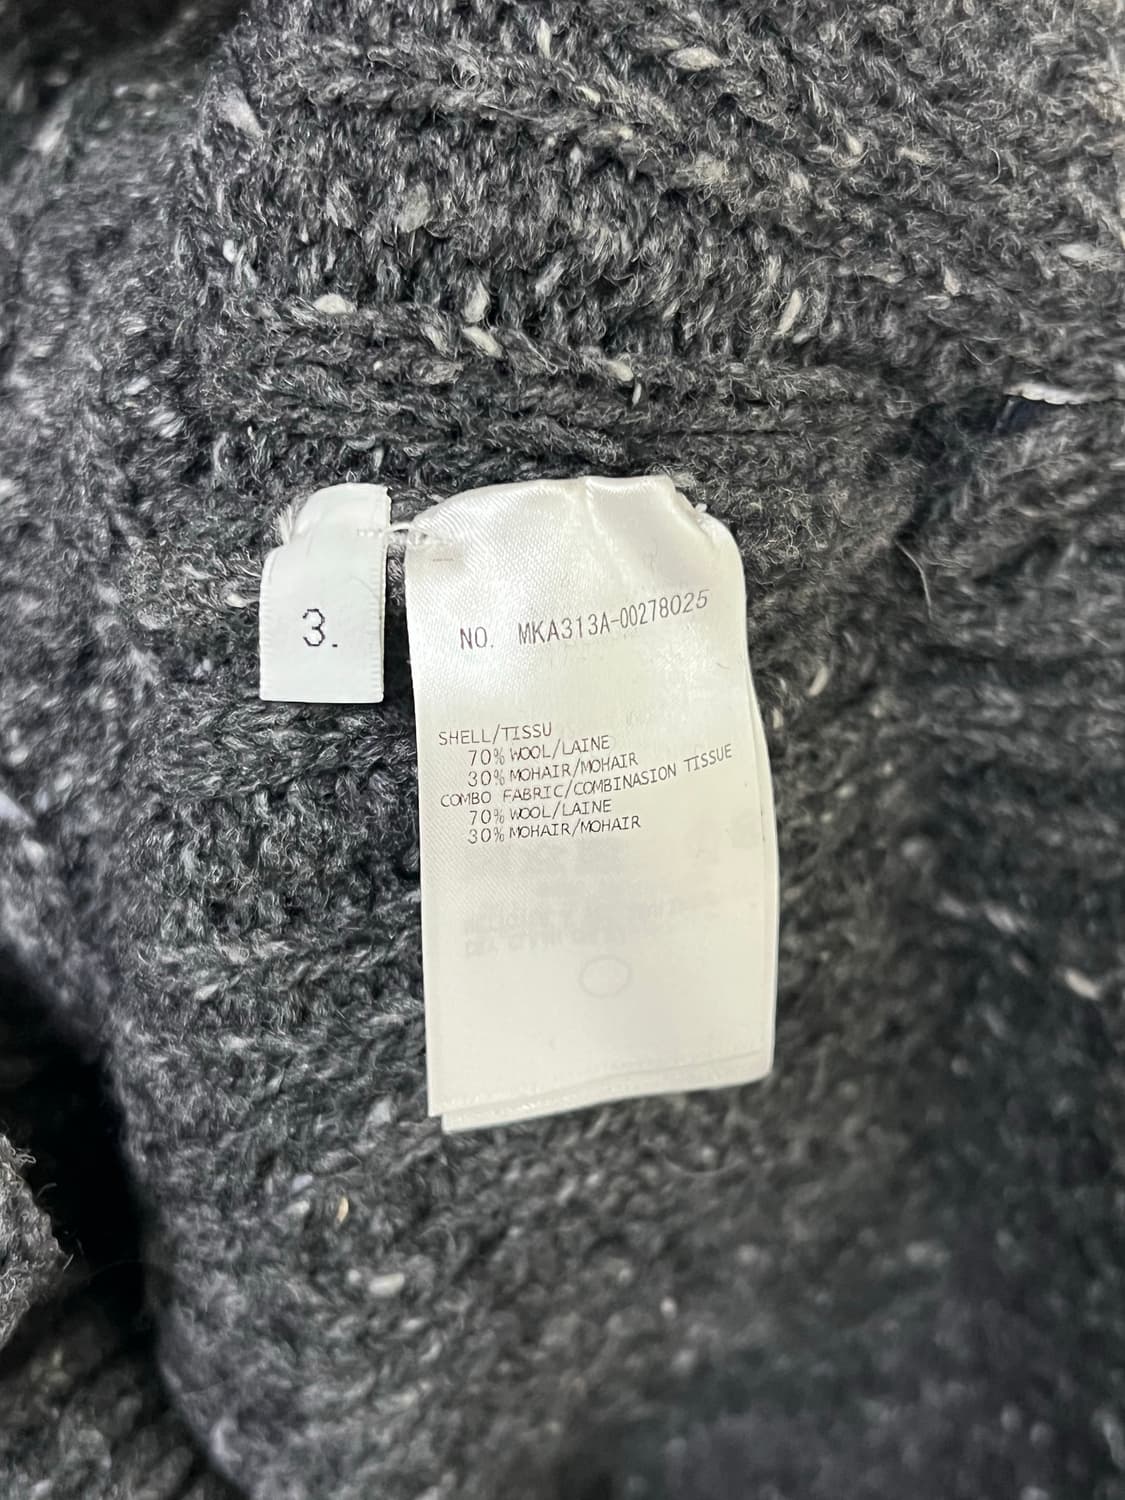 3.
NO. MKA313A-00278025
SHELL/TISSU
70% WOOL/LAINE
30% MOHAIR/MOHAIR
COMBO FABRIC/COMBINASION TISSUE
70% WOOL/LAINE
30% MOHAIR/MOHAIR